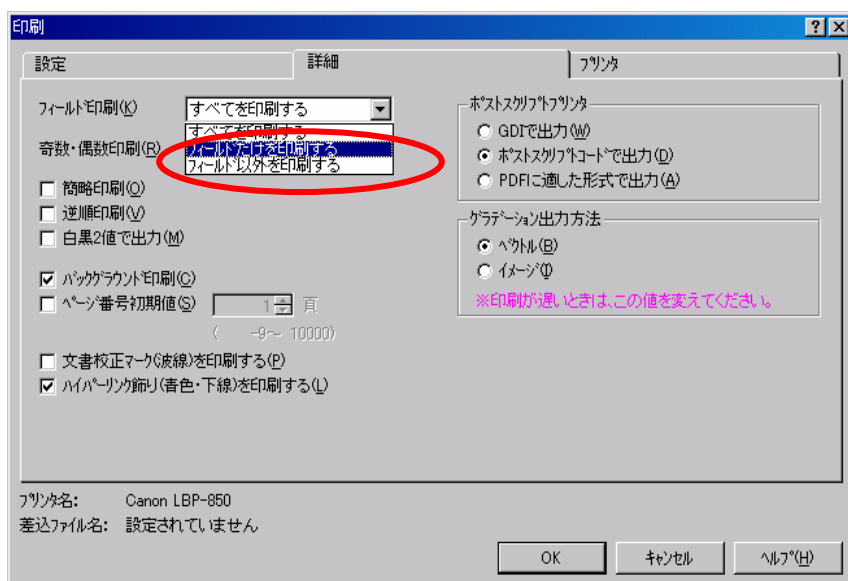 印刷
設定 詳細 プリンタ
フィールド印刷(K) すべてを印刷する
すべてを印刷する
フィールドだけを印刷する
フィールド以外を印刷する
奇数・偶数印刷(R)
簡略印刷(O)
逆順印刷(V)
白黒2値で出力(M)
バックグラウンド印刷(C)
ページ番号初期値(S) 1 頁
( -9~ 10000)
文書校正マーク(波線)を印刷する(P)
ハイパーリンク飾り(青色・下線)を印刷する(L)
ポストスクリプトプリンタ
GDIで出力(W)
ポストスクリプトコードで出力(D)
PDFに適した形式で出力(A)
グラデーション出力方法
ベクトル(B)
イメージ(I)
※印刷が遅いときは、この値を変えてください。
プリンタ名: Canon LBP-850
差込ファイル名: 設定されていません
OK キャンセル ヘルプ(H)